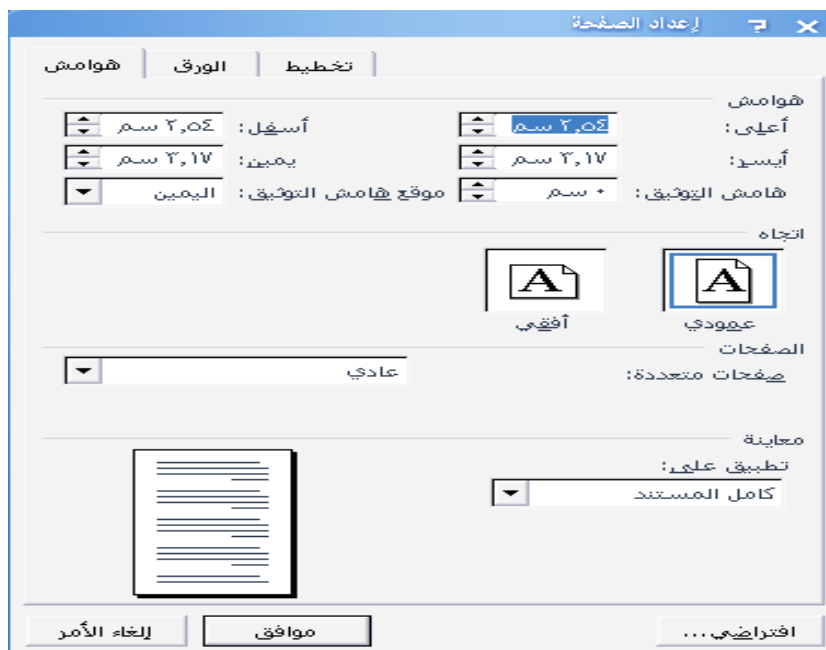 إعداد الصفحة
هوامش الورق تخطيط
هوامش
أعلى: ٢,٥٤ سم أسفل: ٢,٥٤ سم
أيسر: ٣,١٧ سم يمين: ٣,١٧ سم
هامش التوثيق: ٠ سم موقع هامش التوثيق: اليمين
اتجاه
A A
عمودي أفقي
الصفحات
صفحات متعددة: عادي
معاينة
تطبيق على:
كامل المستند
افتراضي... موافق إلغاء الأمر